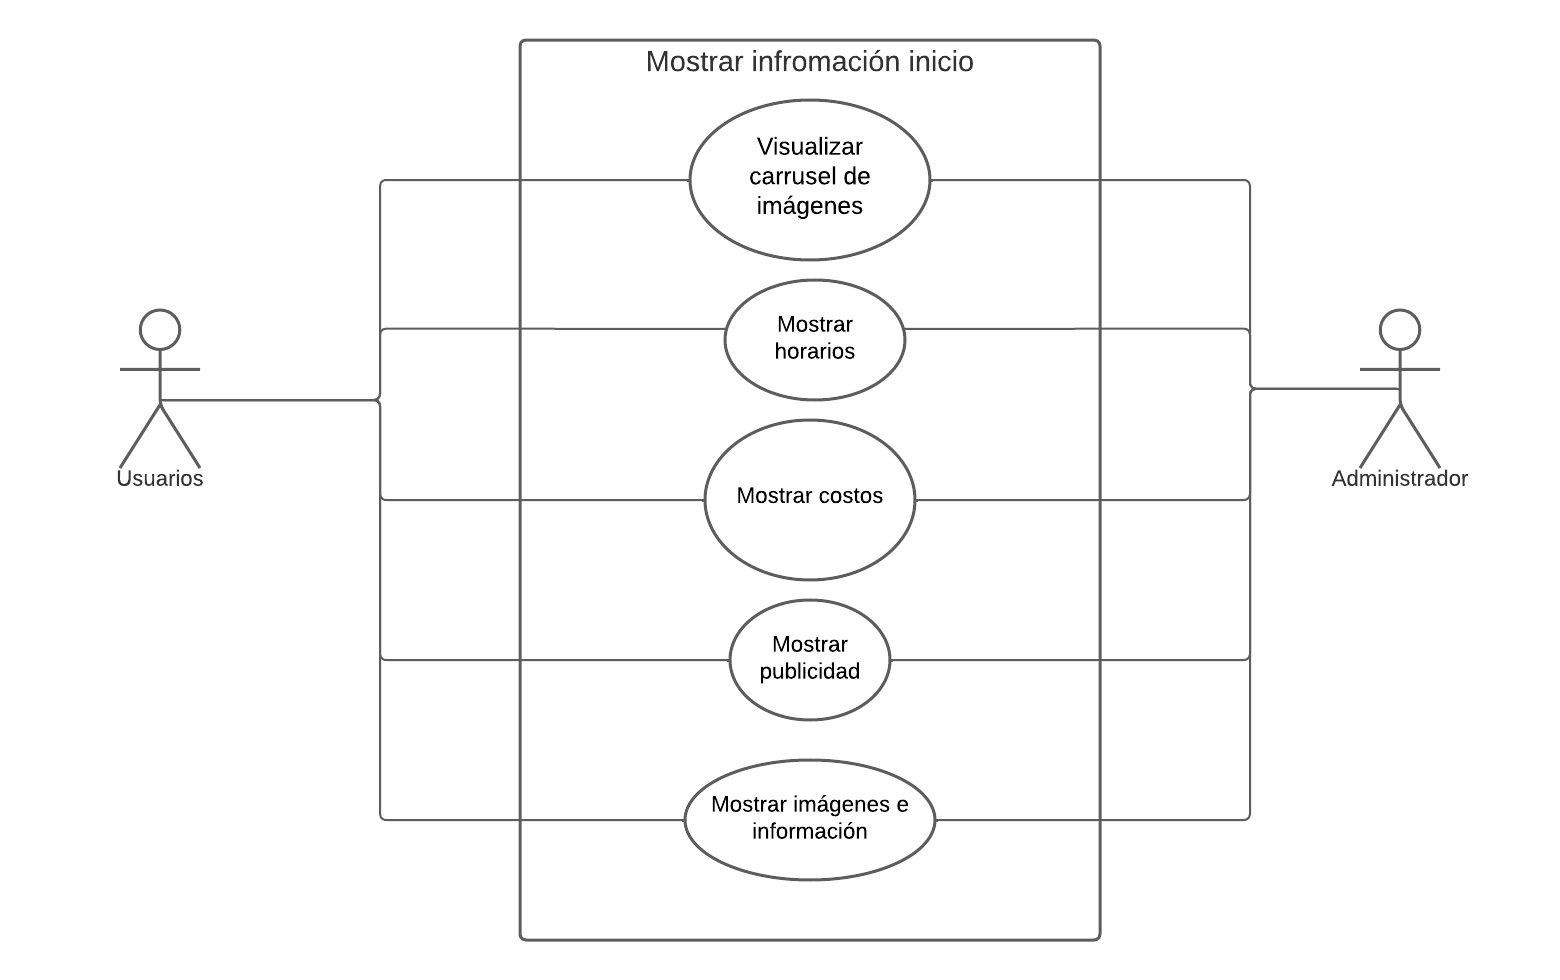 Mostrar infromación inicio
Visualizar
carrusel de
imágenes
Mostrar
horarios
Usuarios
Administrador
Mostrar costos
Mostrar
publicidad
Mostrar imágenes e
información